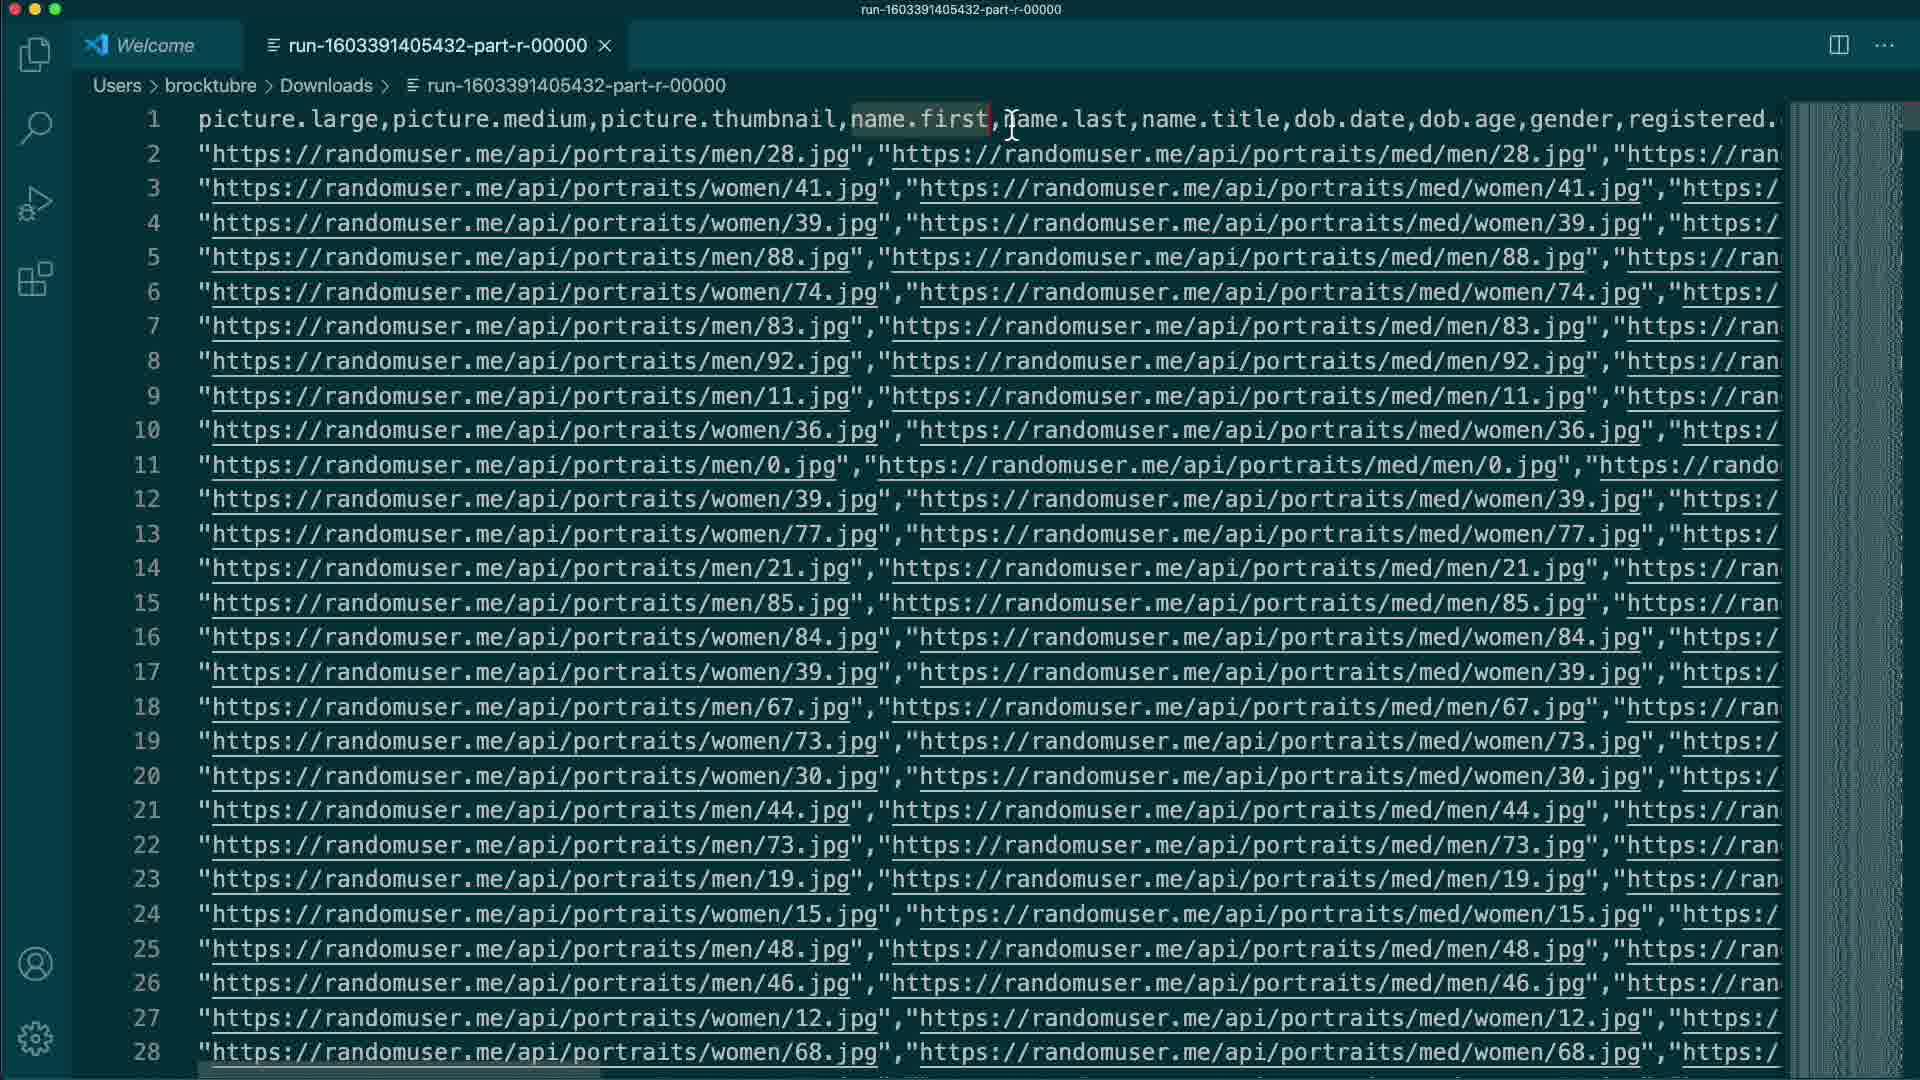 run-1603391405432-part-r-00000
Welcome
run-1603391405432-part-r-00000
Users > brocktubre > Downloads > run-1603391405432-part-r-00000
1 picture.large,picture.medium,picture.thumbnail,name.first,name.last,name.title,dob.date,dob.age,gender,registered.
2 "https://randomuser.me/api/portraits/men/28.jpg","https://randomuser.me/api/portraits/med/men/28.jpg","https://ran
3 "https://randomuser.me/api/portraits/women/41.jpg","https://randomuser.me/api/portraits/med/women/41.jpg","https:/
4 "https://randomuser.me/api/portraits/women/39.jpg","https://randomuser.me/api/portraits/med/women/39.jpg","https:/
5 "https://randomuser.me/api/portraits/men/88.jpg","https://randomuser.me/api/portraits/med/men/88.jpg","https://ran
6 "https://randomuser.me/api/portraits/women/74.jpg","https://randomuser.me/api/portraits/med/women/74.jpg","https:/
7 "https://randomuser.me/api/portraits/men/83.jpg","https://randomuser.me/api/portraits/med/men/83.jpg","https://ran
8 "https://randomuser.me/api/portraits/men/92.jpg","https://randomuser.me/api/portraits/med/men/92.jpg","https://ran
9 "https://randomuser.me/api/portraits/men/11.jpg","https://randomuser.me/api/portraits/med/men/11.jpg","https://ran
10 "https://randomuser.me/api/portraits/women/36.jpg","https://randomuser.me/api/portraits/med/women/36.jpg","https:/
11 "https://randomuser.me/api/portraits/men/0.jpg","https://randomuser.me/api/portraits/med/men/0.jpg","https://rando
12 "https://randomuser.me/api/portraits/women/39.jpg","https://randomuser.me/api/portraits/med/women/39.jpg","https:/
13 "https://randomuser.me/api/portraits/women/77.jpg","https://randomuser.me/api/portraits/med/women/77.jpg","https:/
14 "https://randomuser.me/api/portraits/men/21.jpg","https://randomuser.me/api/portraits/med/men/21.jpg","https://ran
15 "https://randomuser.me/api/portraits/men/85.jpg","https://randomuser.me/api/portraits/med/men/85.jpg","https://ran
16 "https://randomuser.me/api/portraits/women/84.jpg","https://randomuser.me/api/portraits/med/women/84.jpg","https:/
17 "https://randomuser.me/api/portraits/women/39.jpg","https://randomuser.me/api/portraits/med/women/39.jpg","https:/
18 "https://randomuser.me/api/portraits/men/67.jpg","https://randomuser.me/api/portraits/med/men/67.jpg","https://ran
19 "https://randomuser.me/api/portraits/women/73.jpg","https://randomuser.me/api/portraits/med/women/73.jpg","https:/
20 "https://randomuser.me/api/portraits/women/30.jpg","https://randomuser.me/api/portraits/med/women/30.jpg","https:/
21 "https://randomuser.me/api/portraits/men/44.jpg","https://randomuser.me/api/portraits/med/men/44.jpg","https://ran
22 "https://randomuser.me/api/portraits/men/73.jpg","https://randomuser.me/api/portraits/med/men/73.jpg","https://ran
23 "https://randomuser.me/api/portraits/men/19.jpg","https://randomuser.me/api/portraits/med/men/19.jpg","https://ran
24 "https://randomuser.me/api/portraits/women/15.jpg","https://randomuser.me/api/portraits/med/women/15.jpg","https:/
25 "https://randomuser.me/api/portraits/men/48.jpg","https://randomuser.me/api/portraits/med/men/48.jpg","https://ran
26 "https://randomuser.me/api/portraits/men/46.jpg","https://randomuser.me/api/portraits/med/men/46.jpg","https://ran
27 "https://randomuser.me/api/portraits/women/12.jpg","https://randomuser.me/api/portraits/med/women/12.jpg","https:/
28 "https://randomuser.me/api/portraits/women/68.jpg","https://randomuser.me/api/portraits/med/women/68.jpg","https:/